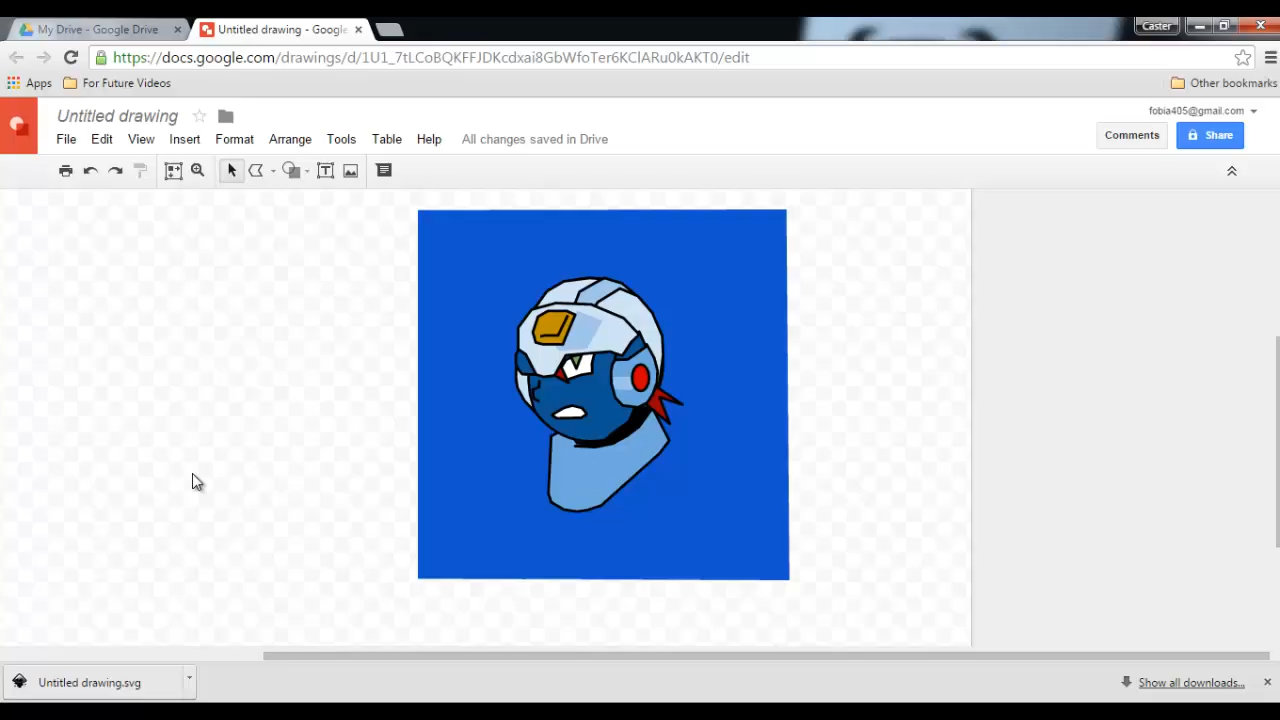 My Drive - Google Drive
Untitled drawing - Google
Caster
https://docs.google.com/drawings/d/1U1_7tLCoBQKFFJDKcdxai8GbWfoTer6KClARu0kAKT0/edit
Apps
For Future Videos
Other bookmarks
Untitled drawing
fobia405@gmail.com
File Edit View Insert Format Arrange Tools Table Help All changes saved in Drive
Comments
Share
Untitled drawing.svg
Show all downloads...